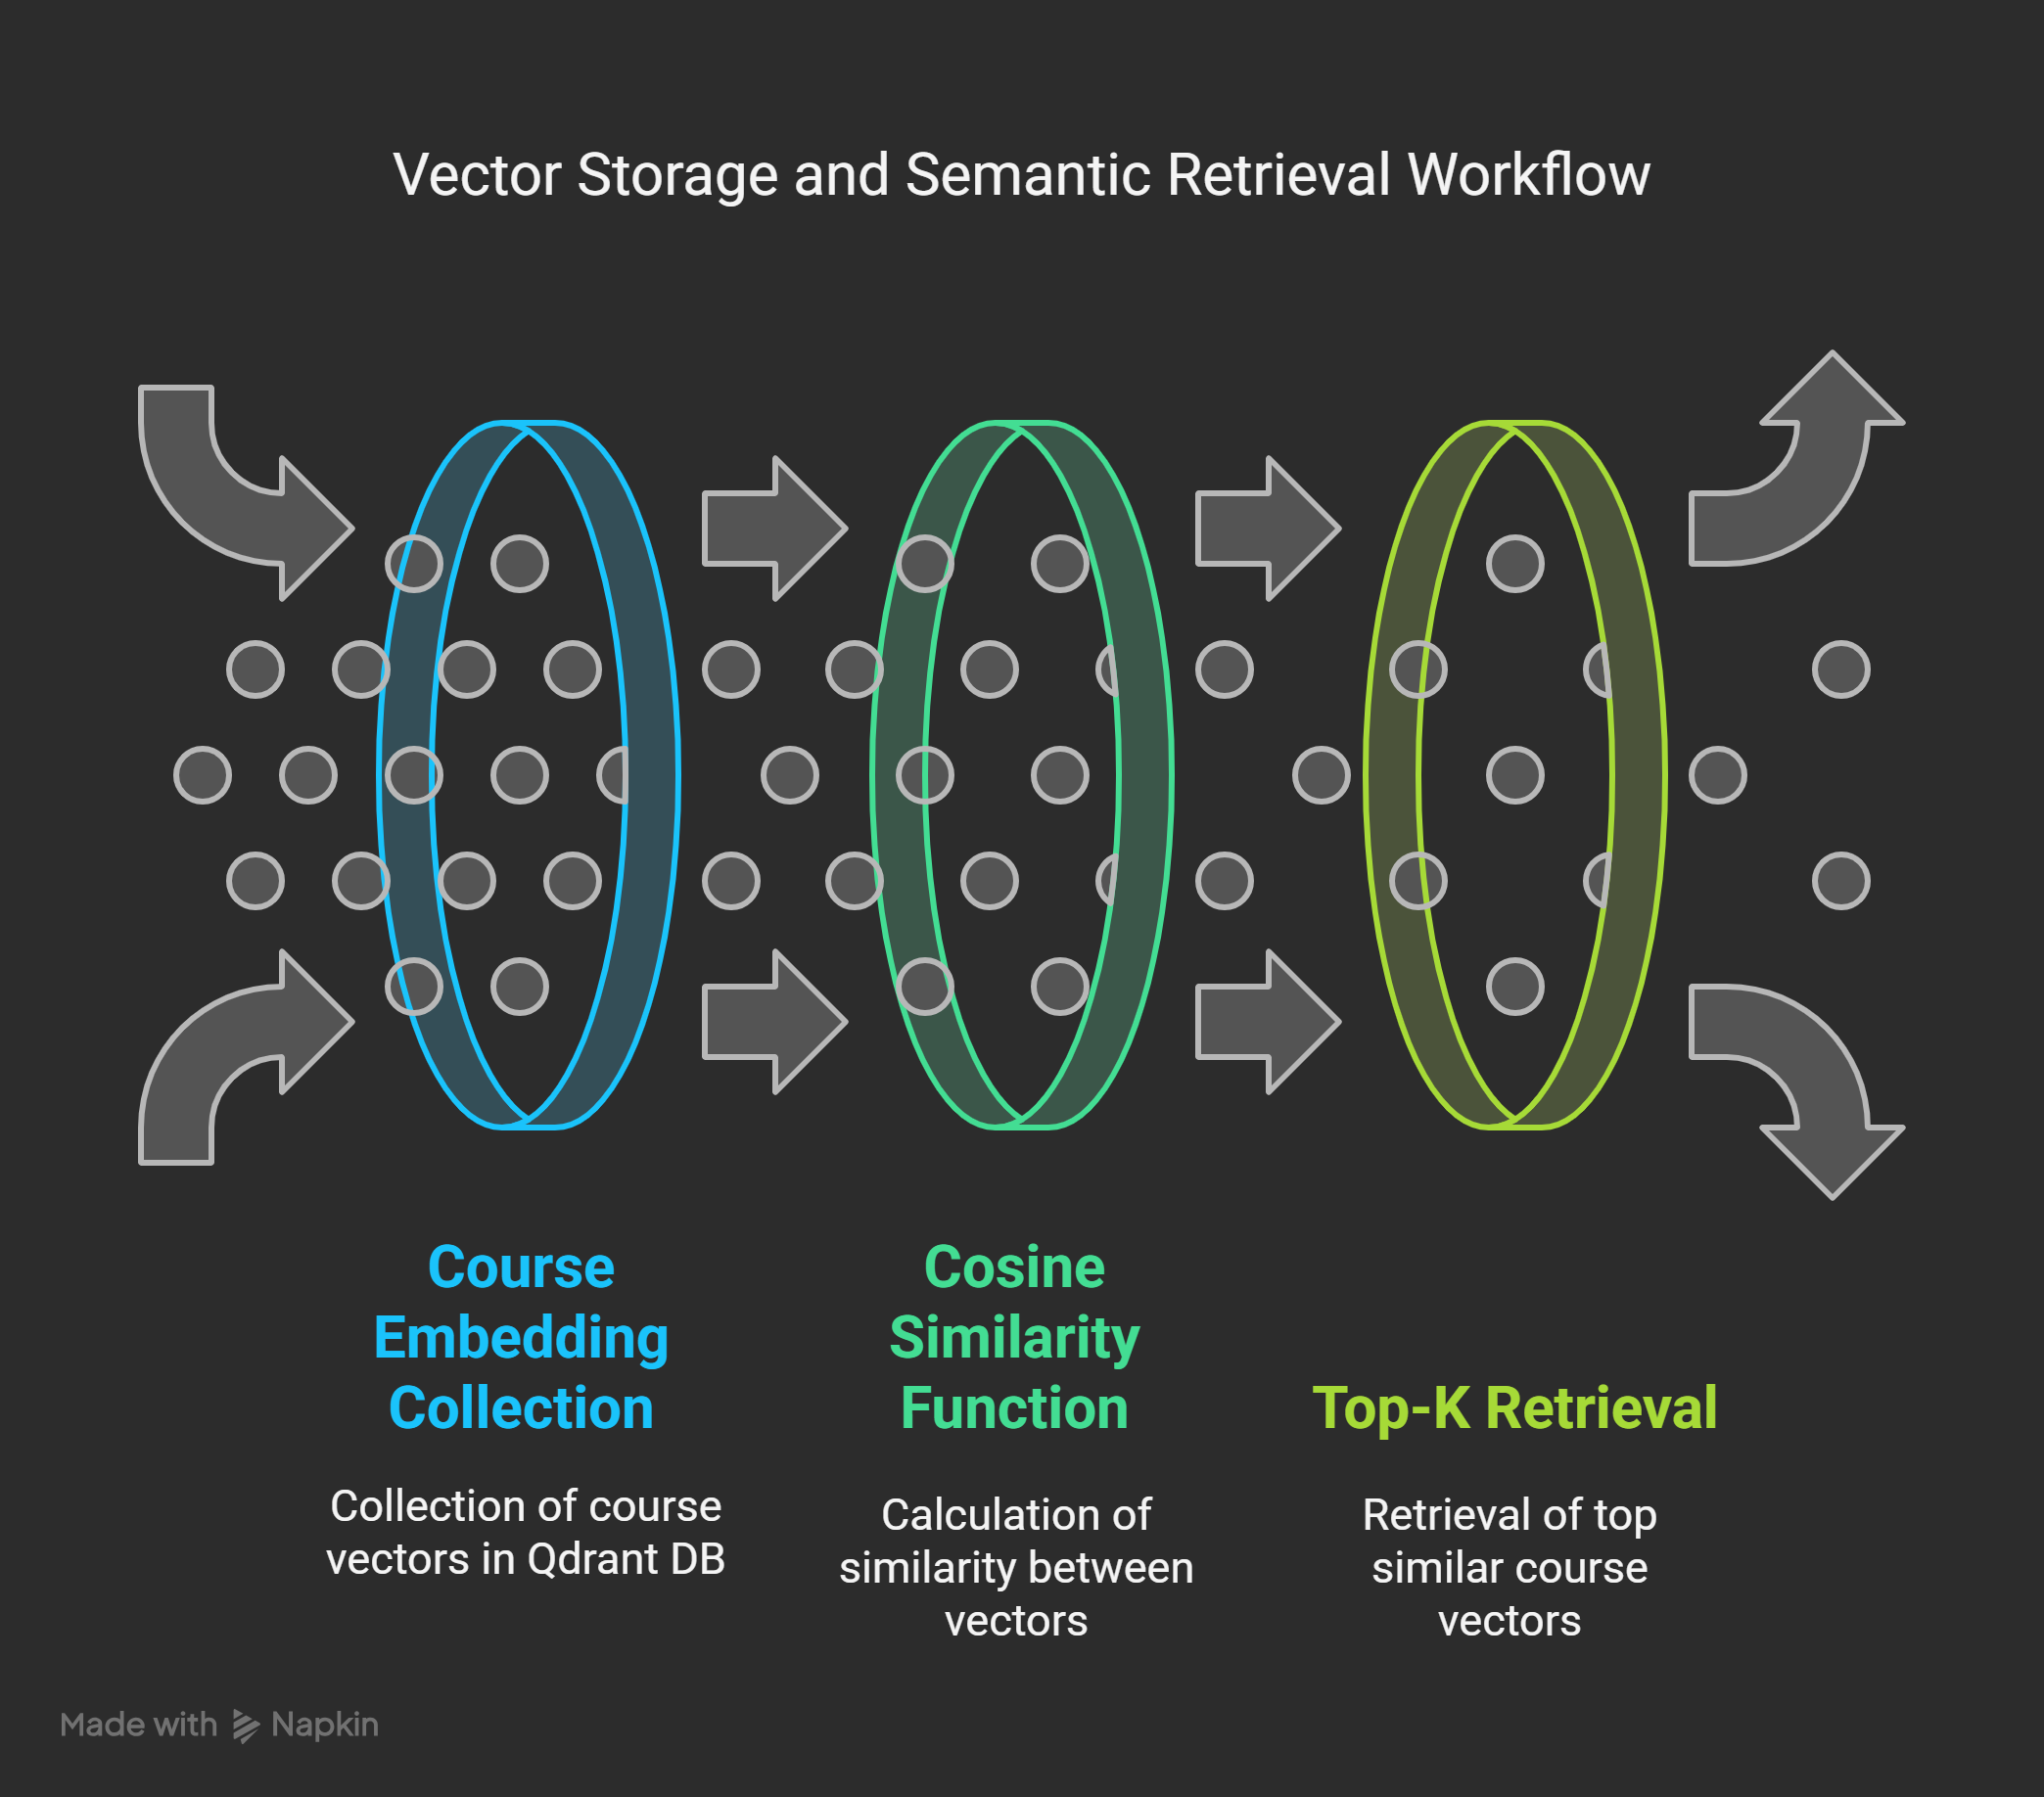 Vector Storage and Semantic Retrieval Workflow
Course
Embedding
Collection
Collection of course
vectors in Qdrant DB
Cosine
Similarity
Function
Calculation of
similarity between
vectors
Top-K Retrieval
Retrieval of top
similar course
vectors
Made with Napkin